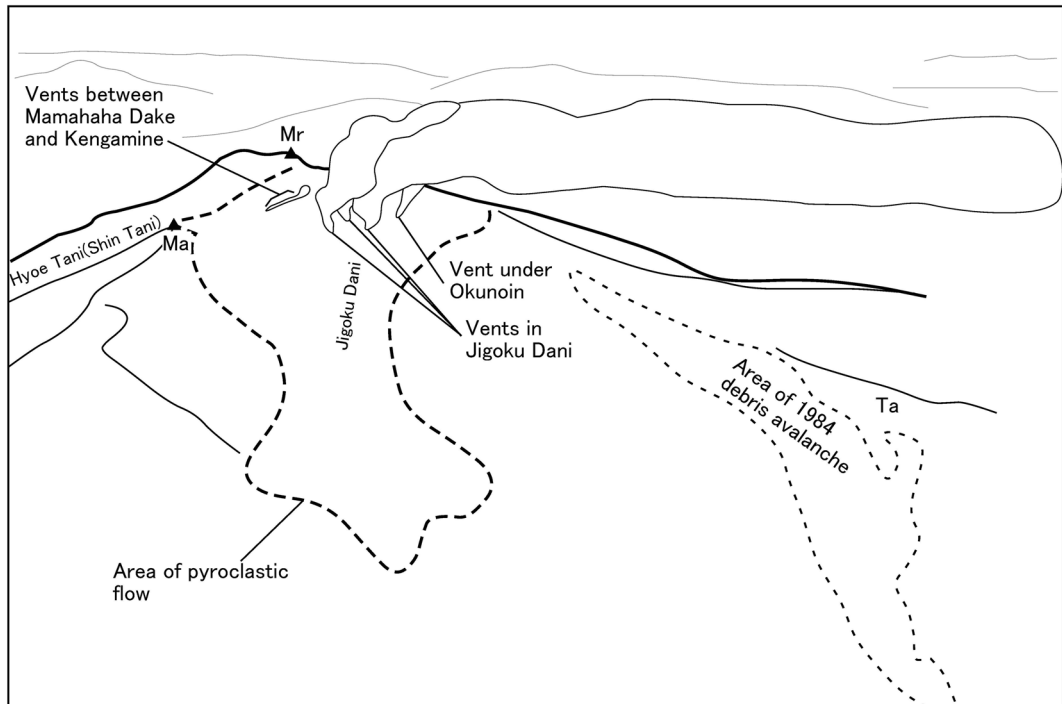 Vents between
Mamahaha Dake
and Kengamine
Mr
Hyoe Tani(Shin Tani)
Ma
Jigoku Dani
Vent under
Okunoin
Vents in
Jigoku Dani
Area of 1984
debris avalanche
Ta
Area of pyroclastic
flow